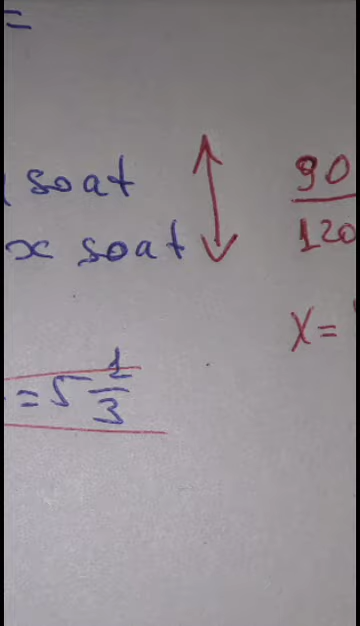 =
soat
x soat
90
120
x =
= 5 1/3